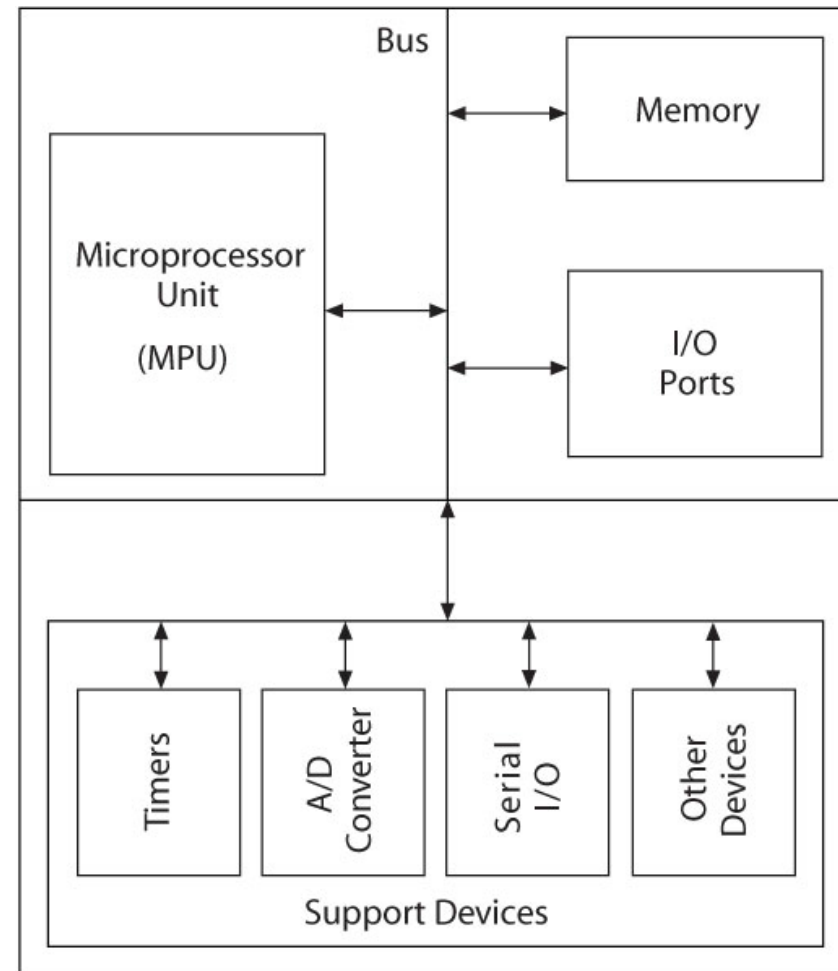 Bus
Memory
Microprocessor
Unit
(MPU)
I/O
Ports
Timers
A/D
Converter
Serial
I/O
Other
Devices
Support Devices